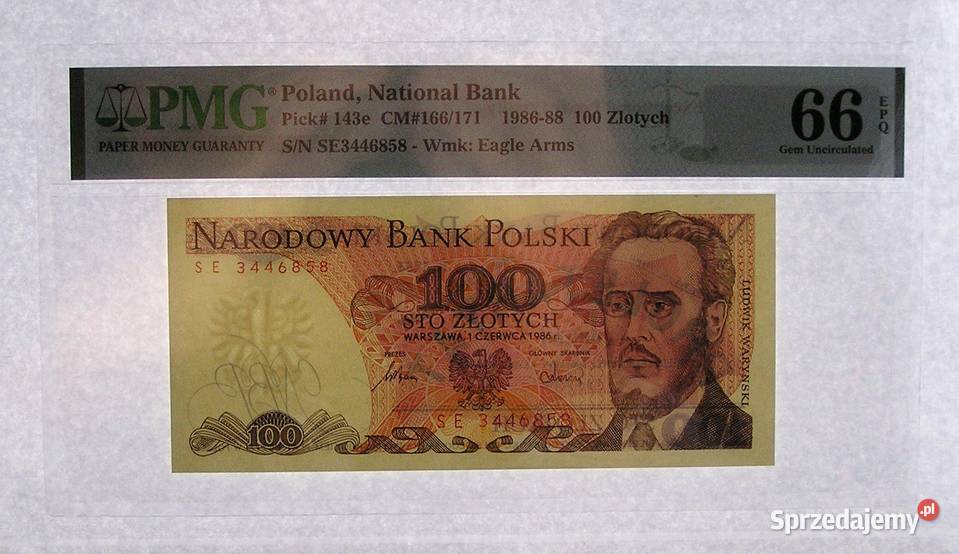 PMG®
PAPER MONEY GUARANTY
Poland, National Bank
Pick# 143e CM#166/171 1986-88 100 Zlotych
S/N SE3446858 - Wmk: Eagle Arms
66
EPQ
Gem Uncirculated
NARODOWY BANK POLSKI
SE 3446858
100
STO ZŁOTYCH
WARSZAWA, 1 CZERWCA 1986 r.
PREZES
GŁÓWNY SKARBNIK
LUDWIK WARYŃSKI
SE 3446858
100
Sprzedajemy.pl